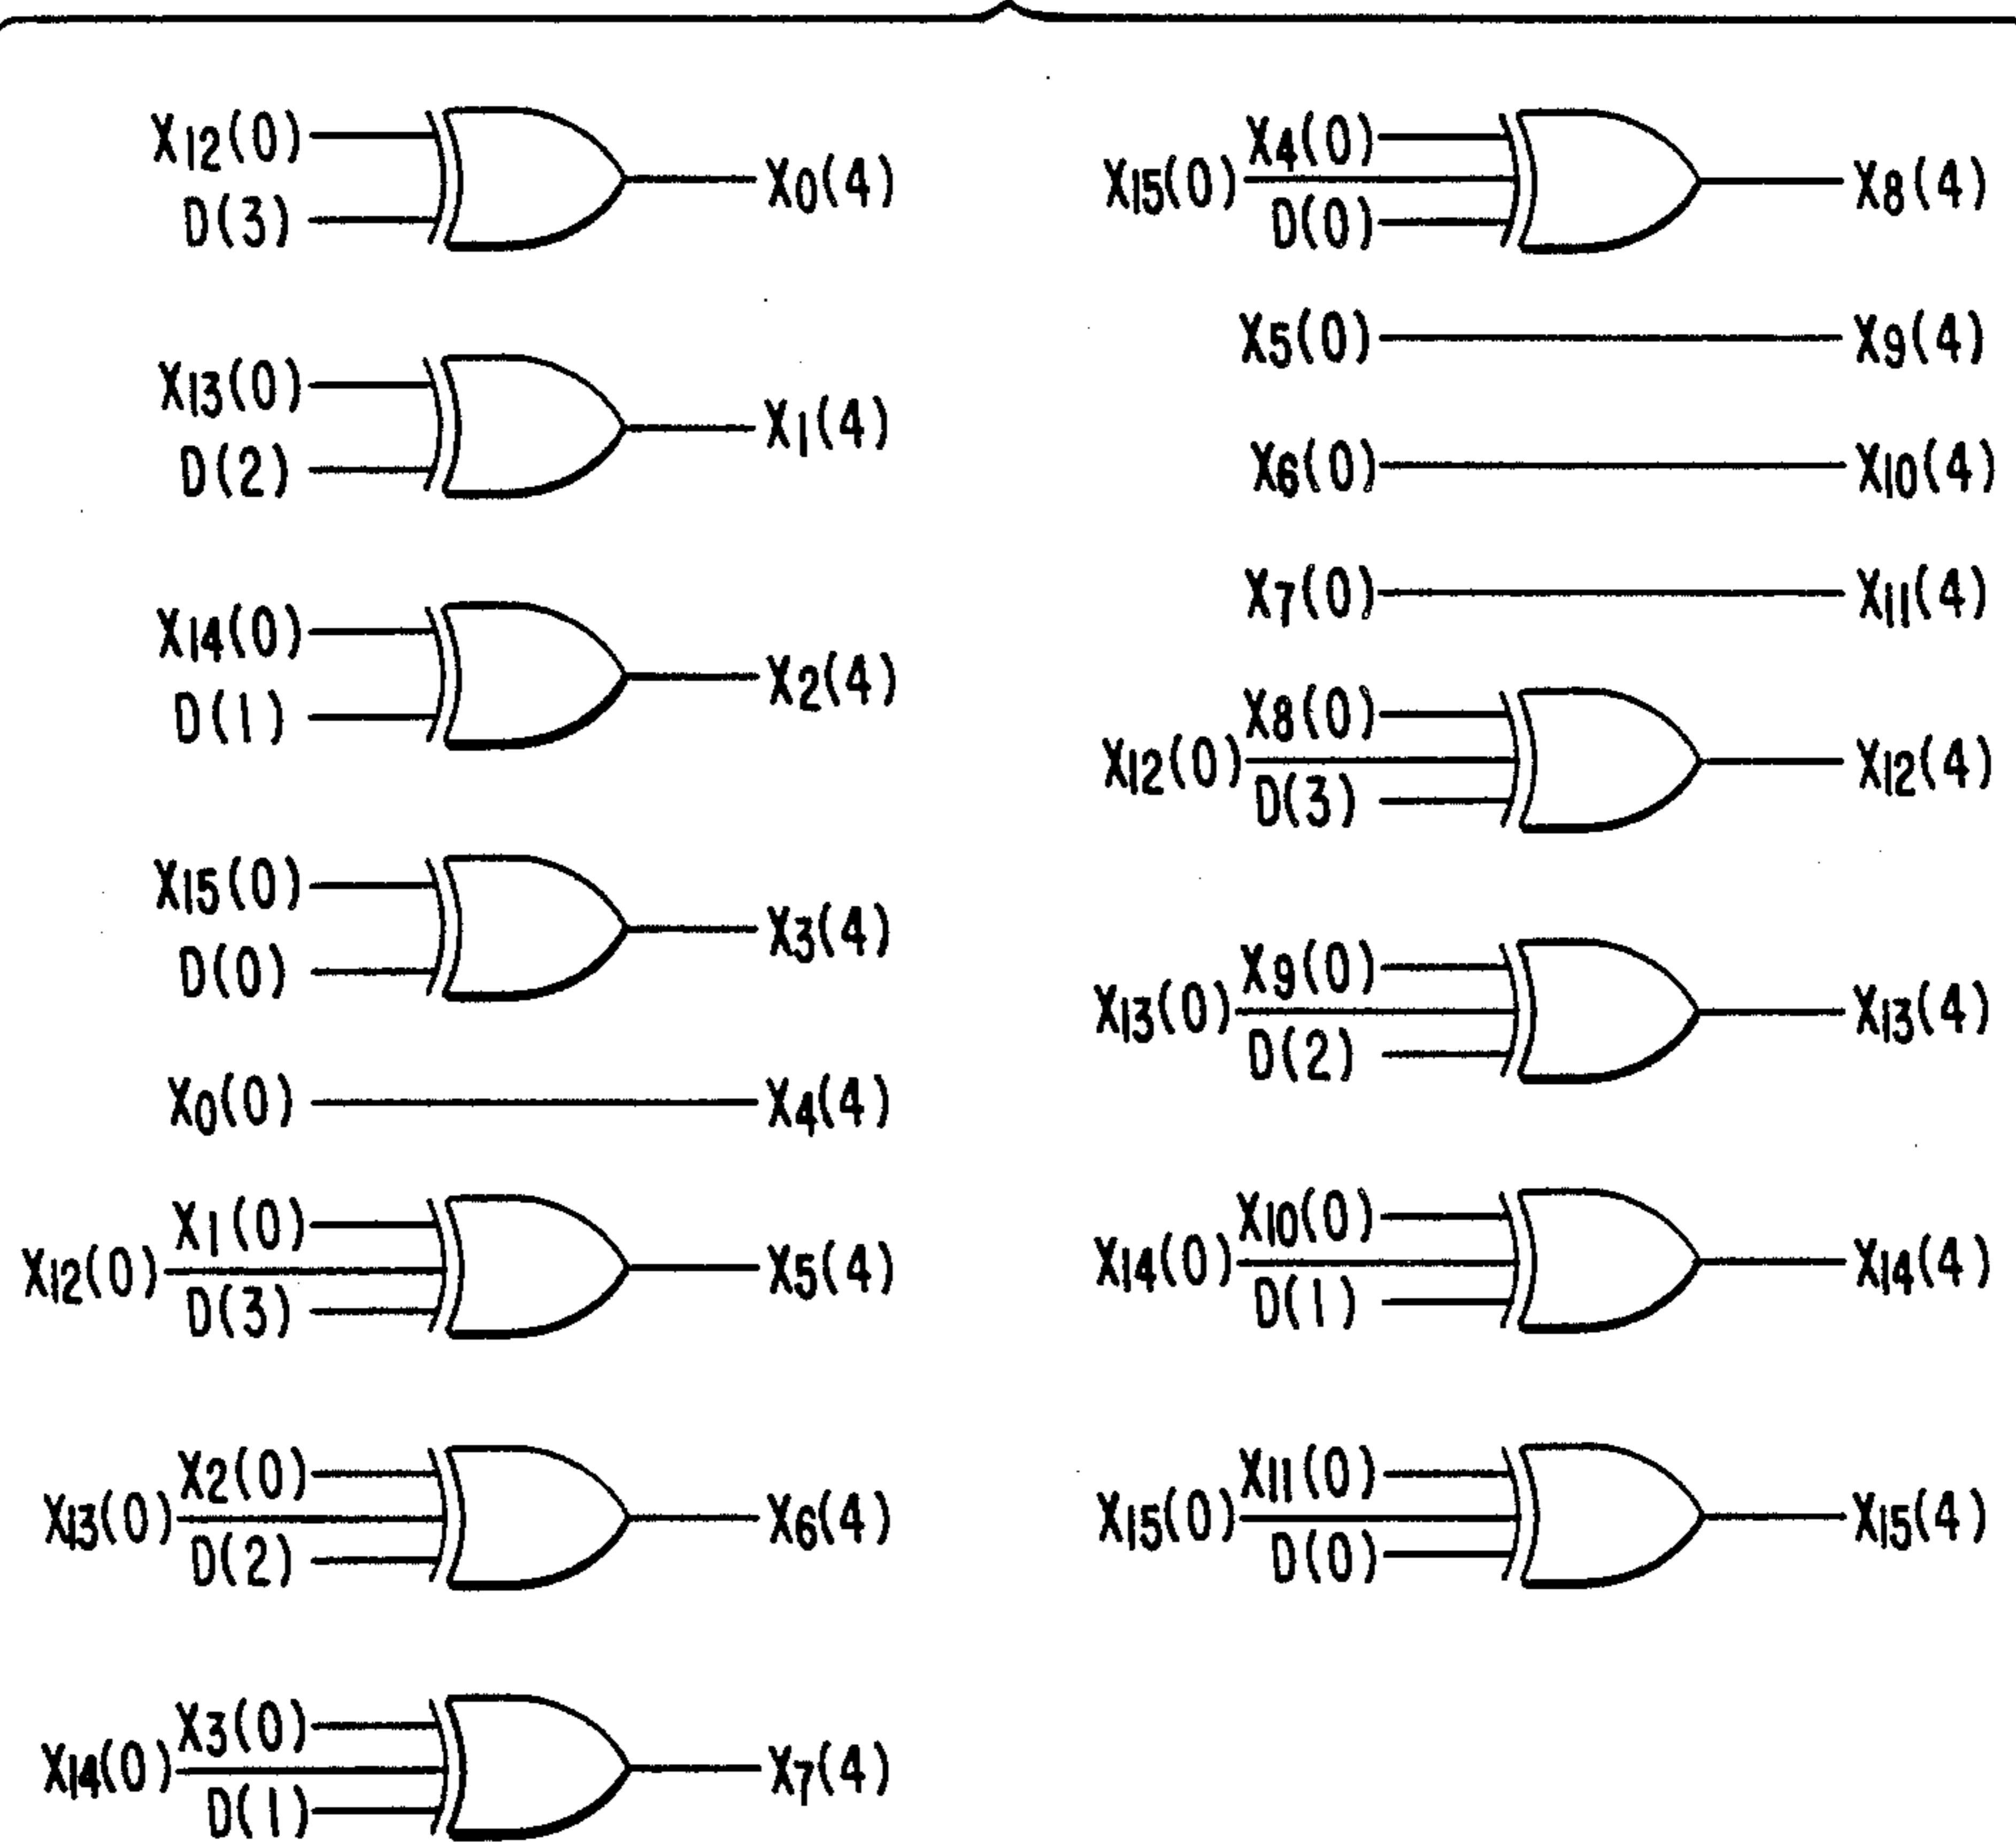 X12(0)
D(3)
X0(4)
X13(0)
D(2)
X1(4)
X14(0)
D(1)
X2(4)
X15(0)
D(0)
X3(4)
X0(0) X4(4)
X1(0)
X12(0)
D(3)
X5(4)
X2(0)
X13(0)
D(2)
X6(4)
X3(0)
X14(0)
D(1)
X7(4)
X4(0)
X15(0)
D(0)
X8(4)
X5(0) X9(4)
X6(0) X10(4)
X7(0) X11(4)
X8(0)
X12(0)
D(3)
X12(4)
X9(0)
X13(0)
D(2)
X13(4)
X10(0)
X14(0)
D(1)
X14(4)
X11(0)
X15(0)
D(0)
X15(4)